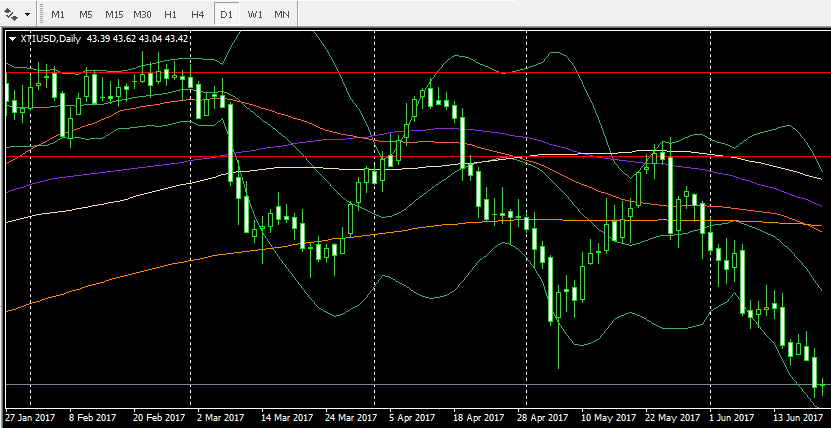 M1 M5 M15 M30 H1 H4 D1 W1 MN
XTIUSD,Daily 43.39 43.62 43.04 43.42
27 Jan 2017 8 Feb 2017 20 Feb 2017 2 Mar 2017 14 Mar 2017 24 Mar 2017 5 Apr 2017 18 Apr 2017 28 Apr 2017 10 May 2017 22 May 2017 1 Jun 2017 13 Jun 2017